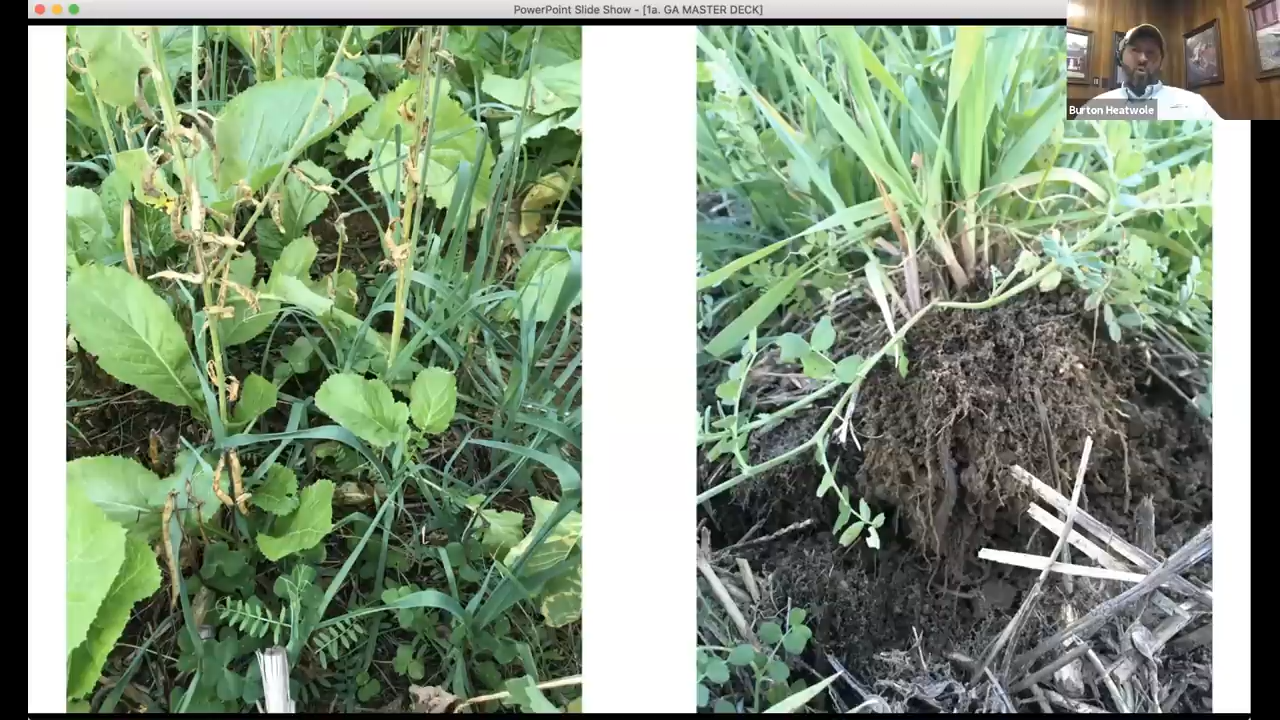 PowerPoint Slide Show - [1a. GA MASTER DECK]
Burton Heatwole